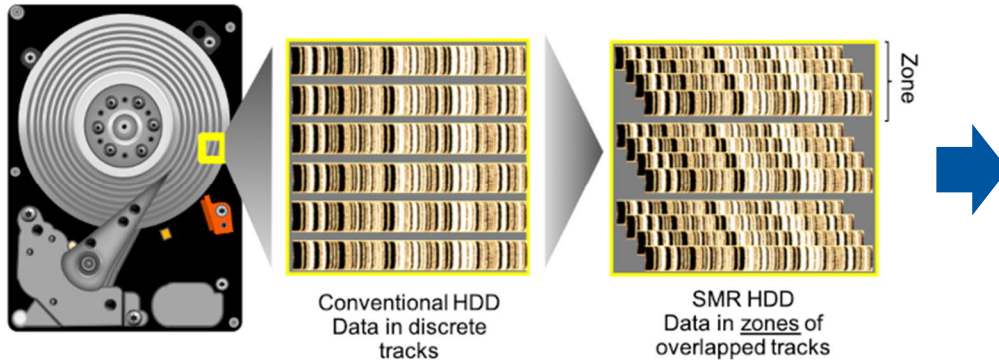 Zone
Conventional HDD
Data in discrete
tracks
SMR HDD
Data in zones of
overlapped tracks